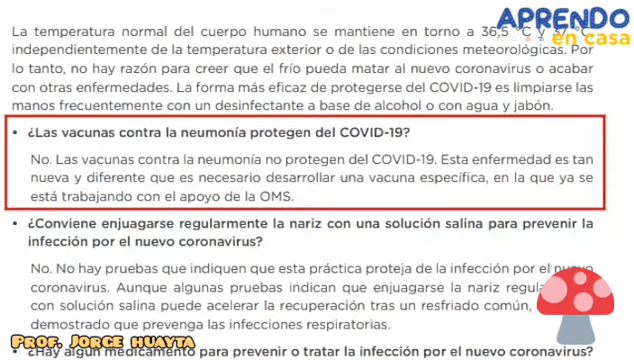 APRENDO
en casa
La temperatura normal del cuerpo humano se mantiene en torno a 36,5 °C y 37 °C
independientemente de la temperatura exterior o de las condiciones meteorológicas. Por
lo tanto, no hay razón para creer que el frío pueda matar al nuevo coronavirus o acabar
con otras enfermedades. La forma más eficaz de protegerse del COVID-19 es limpiarse las
manos frecuentemente con un desinfectante a base de alcohol o con agua y jabón.
• ¿Las vacunas contra la neumonía protegen del COVID-19?
No. Las vacunas contra la neumonía no protegen del COVID-19. Esta enfermedad es tan
nueva y diferente que es necesario desarrollar una vacuna específica, en la que ya se
está trabajando con el apoyo de la OMS.
• ¿Conviene enjuagarse regularmente la nariz con una solución salina para prevenir la
infección por el nuevo coronavirus?
No. No hay pruebas que indiquen que esta práctica proteja de la infección por el nuevo
coronavirus. Aunque algunas pruebas indican que enjuagarse la nariz
con solución salina puede acelerar la recuperación tras un resfriado común,
demostrado que prevenga las infecciones respiratorias.
Prof. Jorge huayta
• ¿Hay algún medicamento para prevenir o tratar la infección por el nuevo coronavirus?